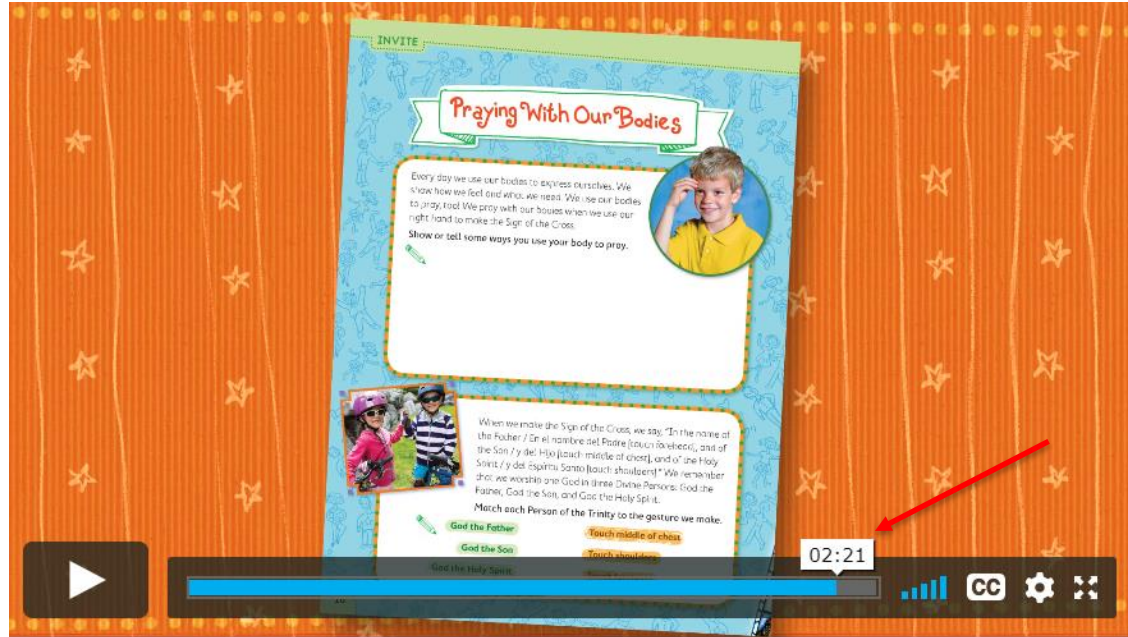 INVITE
Praying With Our Bodies
Every day we use our bodies to express ourselves. We
show how we feel and what we need. We use our bodies
to pray, too! We pray with our bodies when we use our
right hand to make the Sign of the Cross.
Show or tell some ways you use your body to pray.
When we make the Sign of the Cross, we say, "In the name of
the Father / En el nombre del Padre [touch forehead], and of
the Son / y del Hijo [touch middle of chest], and of the Holy
Spirit / y del Espíritu Santo [touch shoulders]." We remember
that we worship one God in three Divine Persons: God the
Father, God the Son, and God the Holy Spirit.
Match each Person of the Trinity to the gesture we make.
God the Father
Touch middle of chest
God the Son
Touch shoulders
God the Holy Spirit
02:21
CC